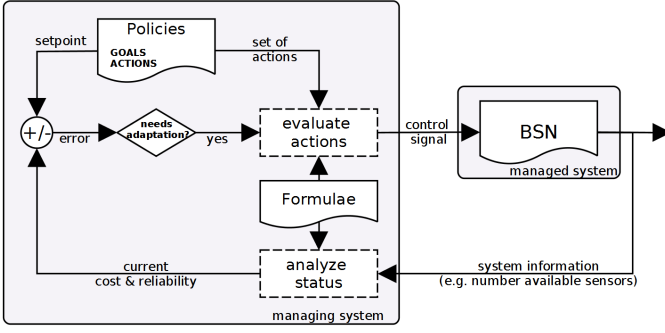 Policies
GOALS
ACTIONS
setpoint
set of
actions
+/-
error
needs
adaptation?
yes
evaluate
actions
control
signal
BSN
managed system
Formulae
analyze
status
current
cost & reliability
system information
(e.g. number available sensors)
managing system